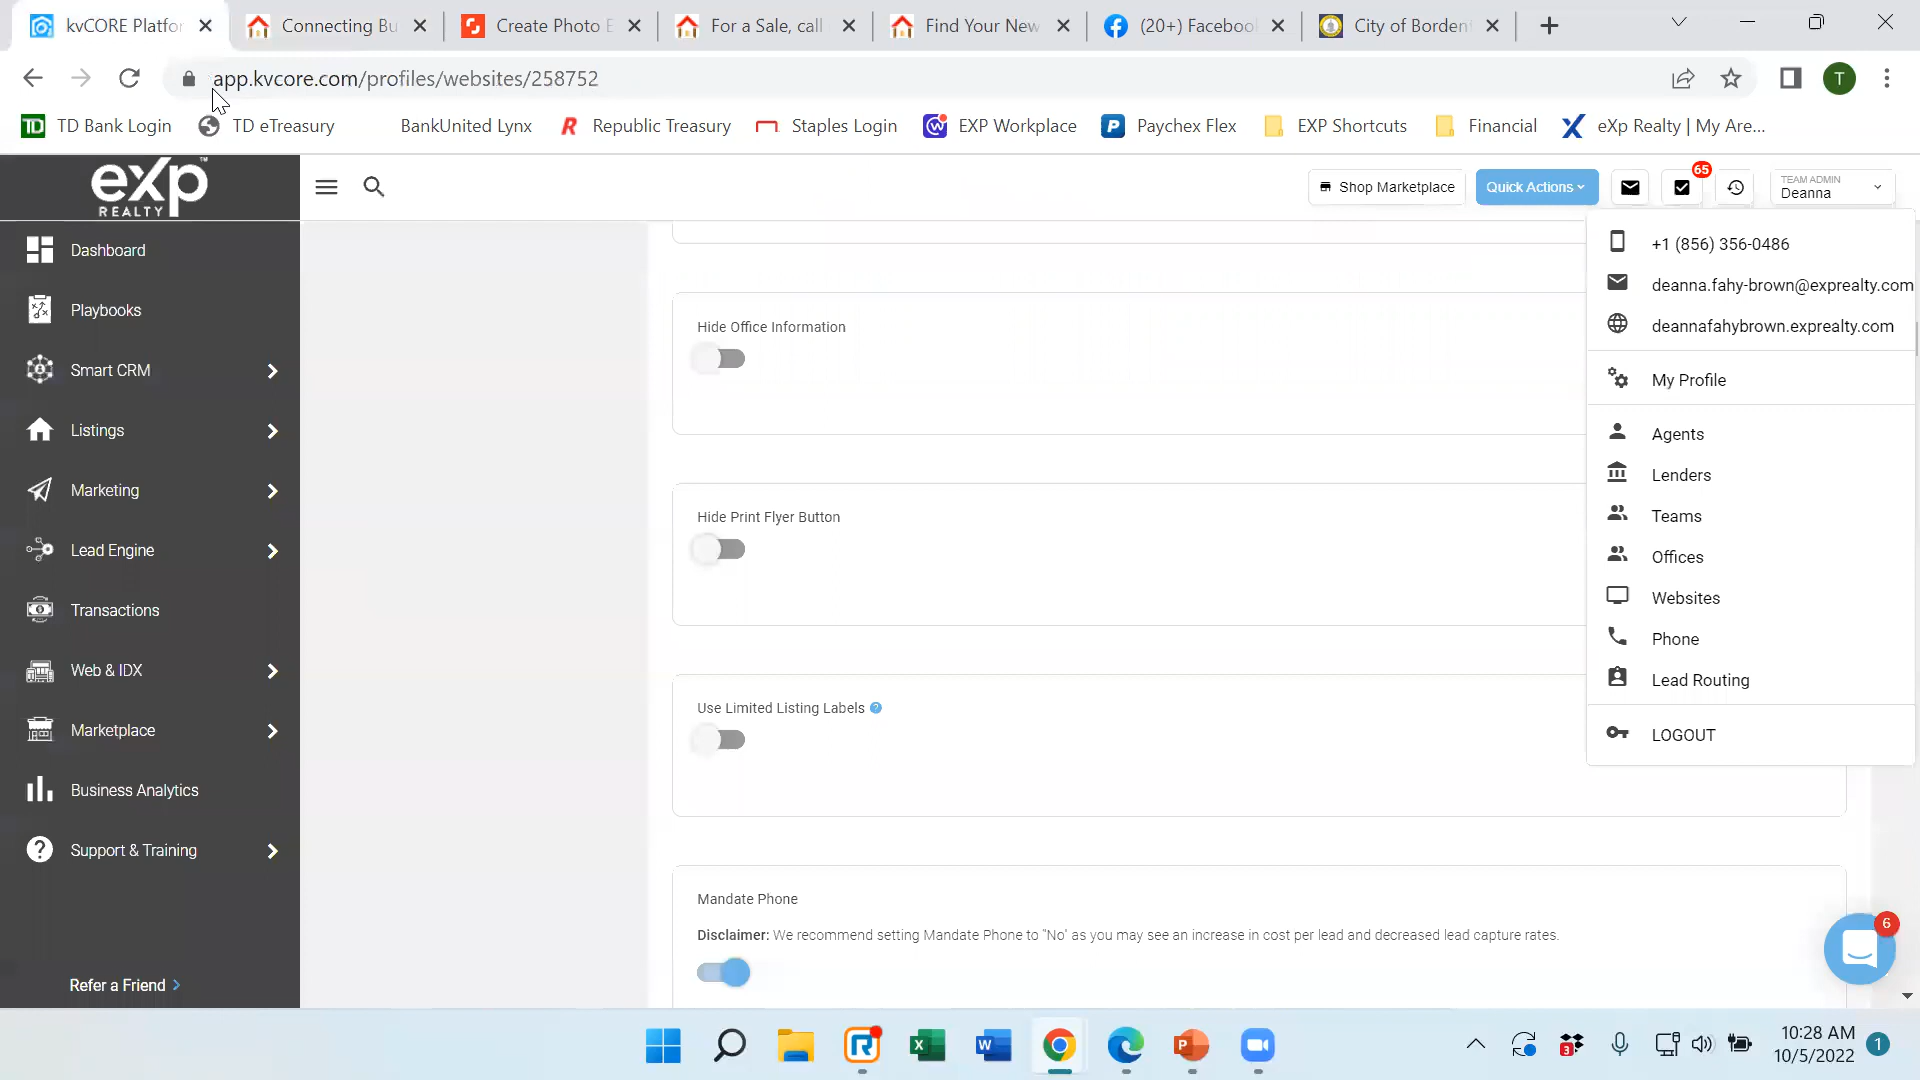 kvCORE Platfor
Connecting Bu
Create Photo E
For a Sale, call
Find Your New
(20+) Facebook
City of Bordent
app.kvcore.com/profiles/websites/258752
T
TD Bank Login
TD eTreasury
BankUnited Lynx
Republic Treasury
Staples Login
EXP Workplace
Paychex Flex
EXP Shortcuts
Financial
eXp Realty | My Are...
eXp™
REALTY
Shop Marketplace
Quick Actions
65
TEAM ADMIN
Deanna
Dashboard
Playbooks
Smart CRM
Listings
Marketing
Lead Engine
Transactions
Web & IDX
Marketplace
Business Analytics
Support & Training
Refer a Friend
Hide Office Information
Hide Print Flyer Button
Use Limited Listing Labels
Mandate Phone
Disclaimer: We recommend setting Mandate Phone to "No" as you may see an increase in cost per lead and decreased lead capture rates.
+1 (856) 356-0486
deanna.fahy-brown@exprealty.com
deannafahybrown.exprealty.com
My Profile
Agents
Lenders
Teams
Offices
Websites
Phone
Lead Routing
LOGOUT
6
3
10:28 AM
10/5/2022
1